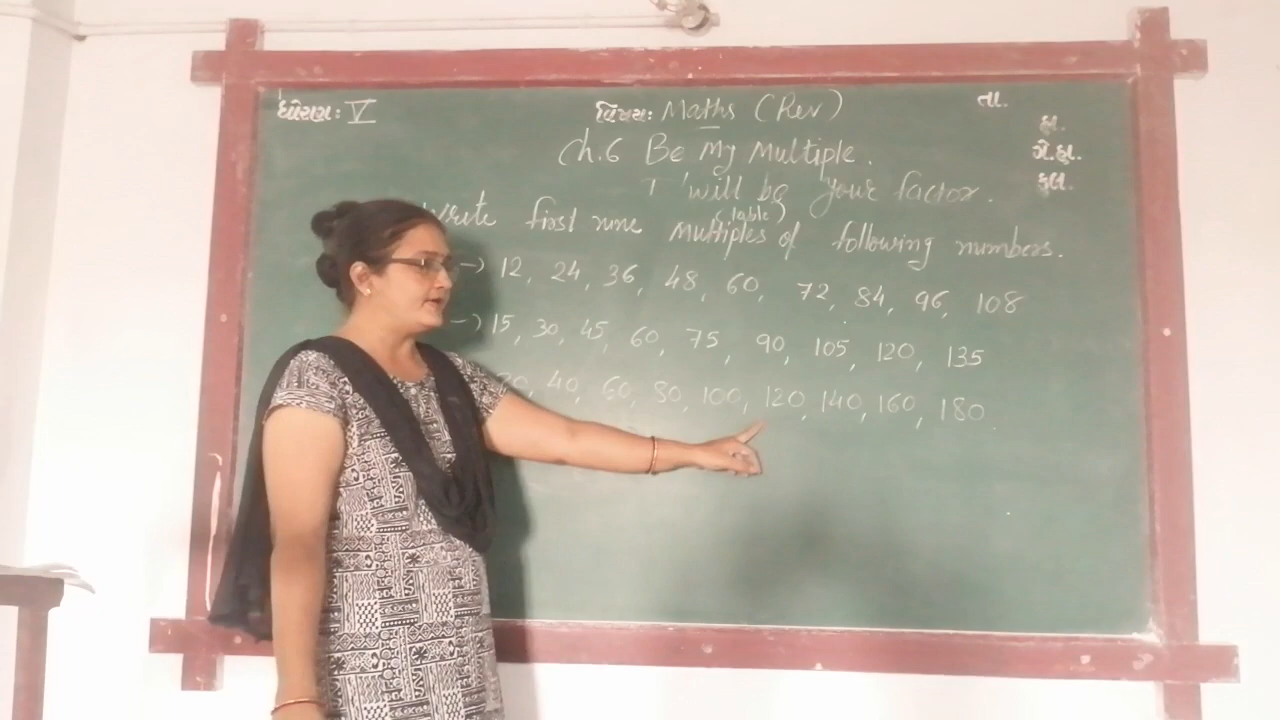 ધોરણ: V
વિષય: Maths (Rev)
તા.
હા.
ગે.હા.
કુલ.
Ch.6 Be My Multiple.
I'will be Your factor.
Write first nine multiples of following numbers.
(table)
→ 12, 24, 36, 48, 60, 72, 84, 96, 108
→ 15, 30, 45, 60, 75, 90, 105, 120, 135
20, 40, 60, 80, 100, 120, 140, 160, 180.